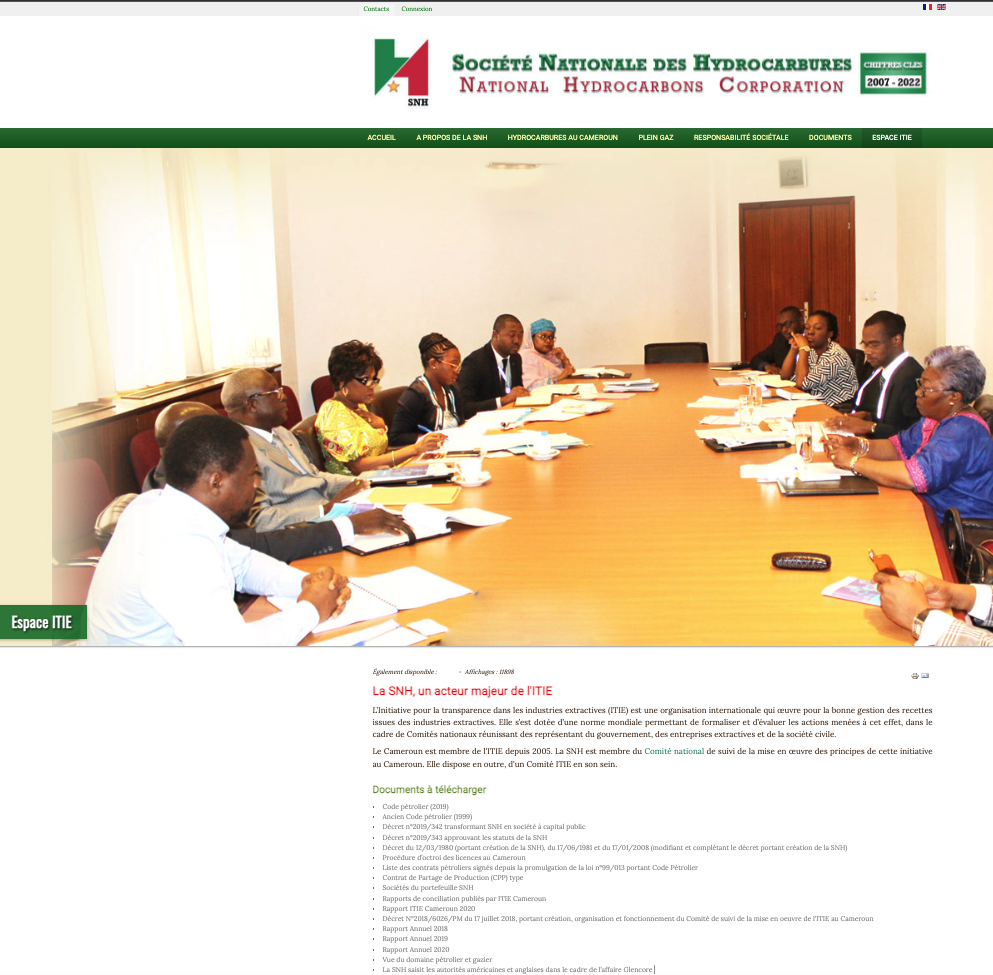 Contacts Connexion
SNH
SOCIÉTÉ NATIONALE DES HYDROCARBURES
NATIONAL HYDROCARBONS CORPORATION
CHIFFRES CLES
2007 - 2022
ACCUEIL A PROPOS DE LA SNH HYDROCARBURES AU CAMEROUN PLEIN GAZ RESPONSABILITÉ SOCIÉTALE DOCUMENTS ESPACE ITIE
Espace ITIE
Également disponible : - Affichages : 11898
La SNH, un acteur majeur de l'ITIE
L'Initiative pour la transparence dans les industries extractives (ITIE) est une organisation internationale qui œuvre pour la bonne gestion des recettes
issues des industries extractives. Elle s'est dotée d'une norme mondiale permettant de formaliser et d'évaluer les actions menées à cet effet, dans le
cadre de Comités nationaux réunissant des représentant du gouvernement, des entreprises extractives et de la société civile.
Le Cameroun est membre de l'ITIE depuis 2005. La SNH est membre du Comité national de suivi de la mise en œuvre des principes de cette initiative
au Cameroun. Elle dispose en outre, d'un Comité ITIE en son sein.
Documents à télécharger
• Code pétrolier (2019)
• Ancien Code pétrolier (1999)
• Décret n°2019/342 transformant SNH en société à capital public
• Décret n°2019/343 approuvant les statuts de la SNH
• Décret du 12/03/1980 (portant création de la SNH), du 17/06/1981 et du 17/01/2008 (modifiant et complétant le décret portant création de la SNH)
• Procédure d'octroi des licences au Cameroun
• Liste des contrats pétroliers signés depuis la promulgation de la loi n°99/013 portant Code Pétrolier
• Contrat de Partage de Production (CPP) type
• Sociétés du portefeuille SNH
• Rapports de conciliation publiés par ITIE Cameroun
• Rapport ITIE Cameroun 2020
• Décret N°2018/6026/PM du 17 juillet 2018, portant création, organisation et fonctionnement du Comité de suivi de la mise en oeuvre de l'ITIE au Cameroun
• Rapport Annuel 2018
• Rapport Annuel 2019
• Rapport Annuel 2020
• Vue du domaine pétrolier et gazier
• La SNH saisit les autorités américaines et anglaises dans le cadre de l'affaire Glencore